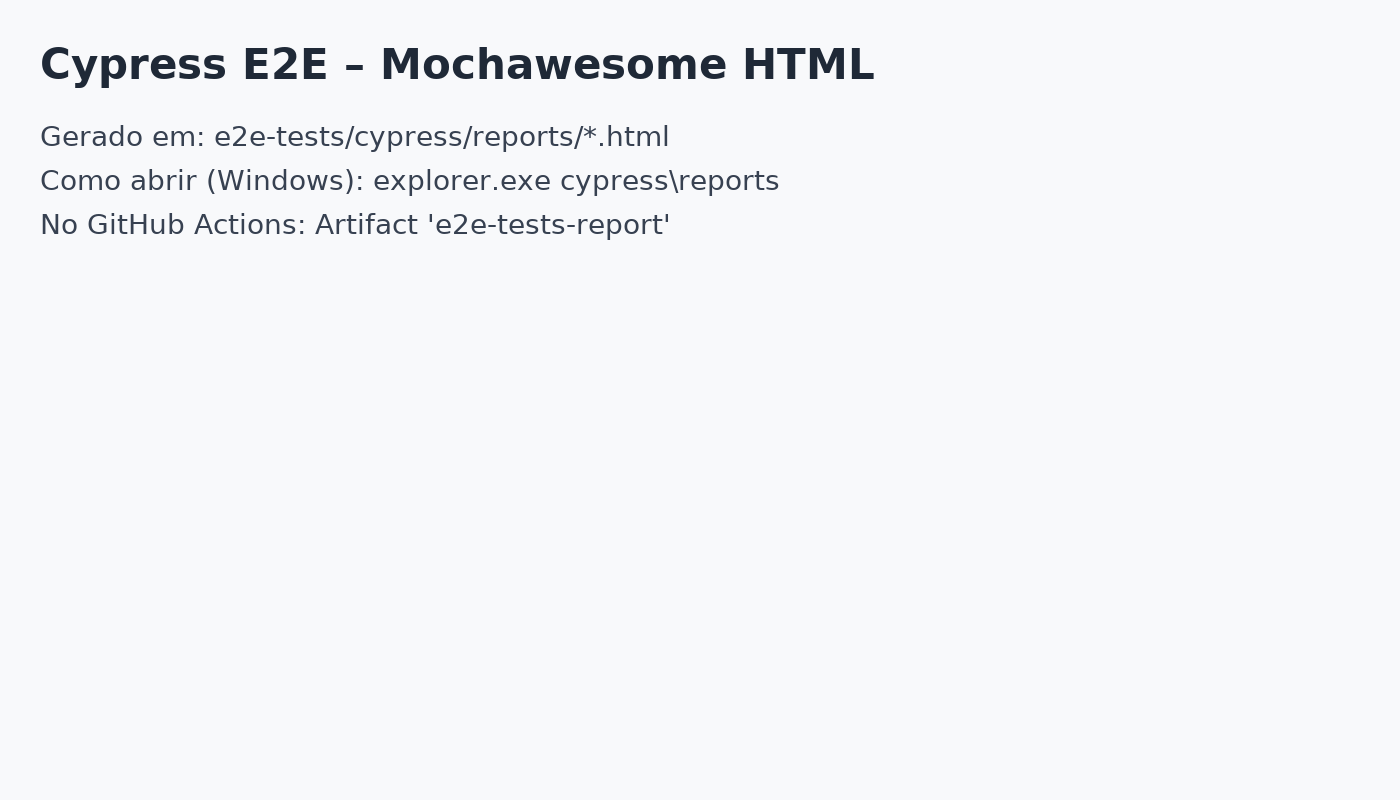 Cypress E2E – Mochawesome HTML
Gerado em: e2e-tests/cypress/reports/*.html
Como abrir (Windows): explorer.exe cypress\reports
No GitHub Actions: Artifact 'e2e-tests-report'